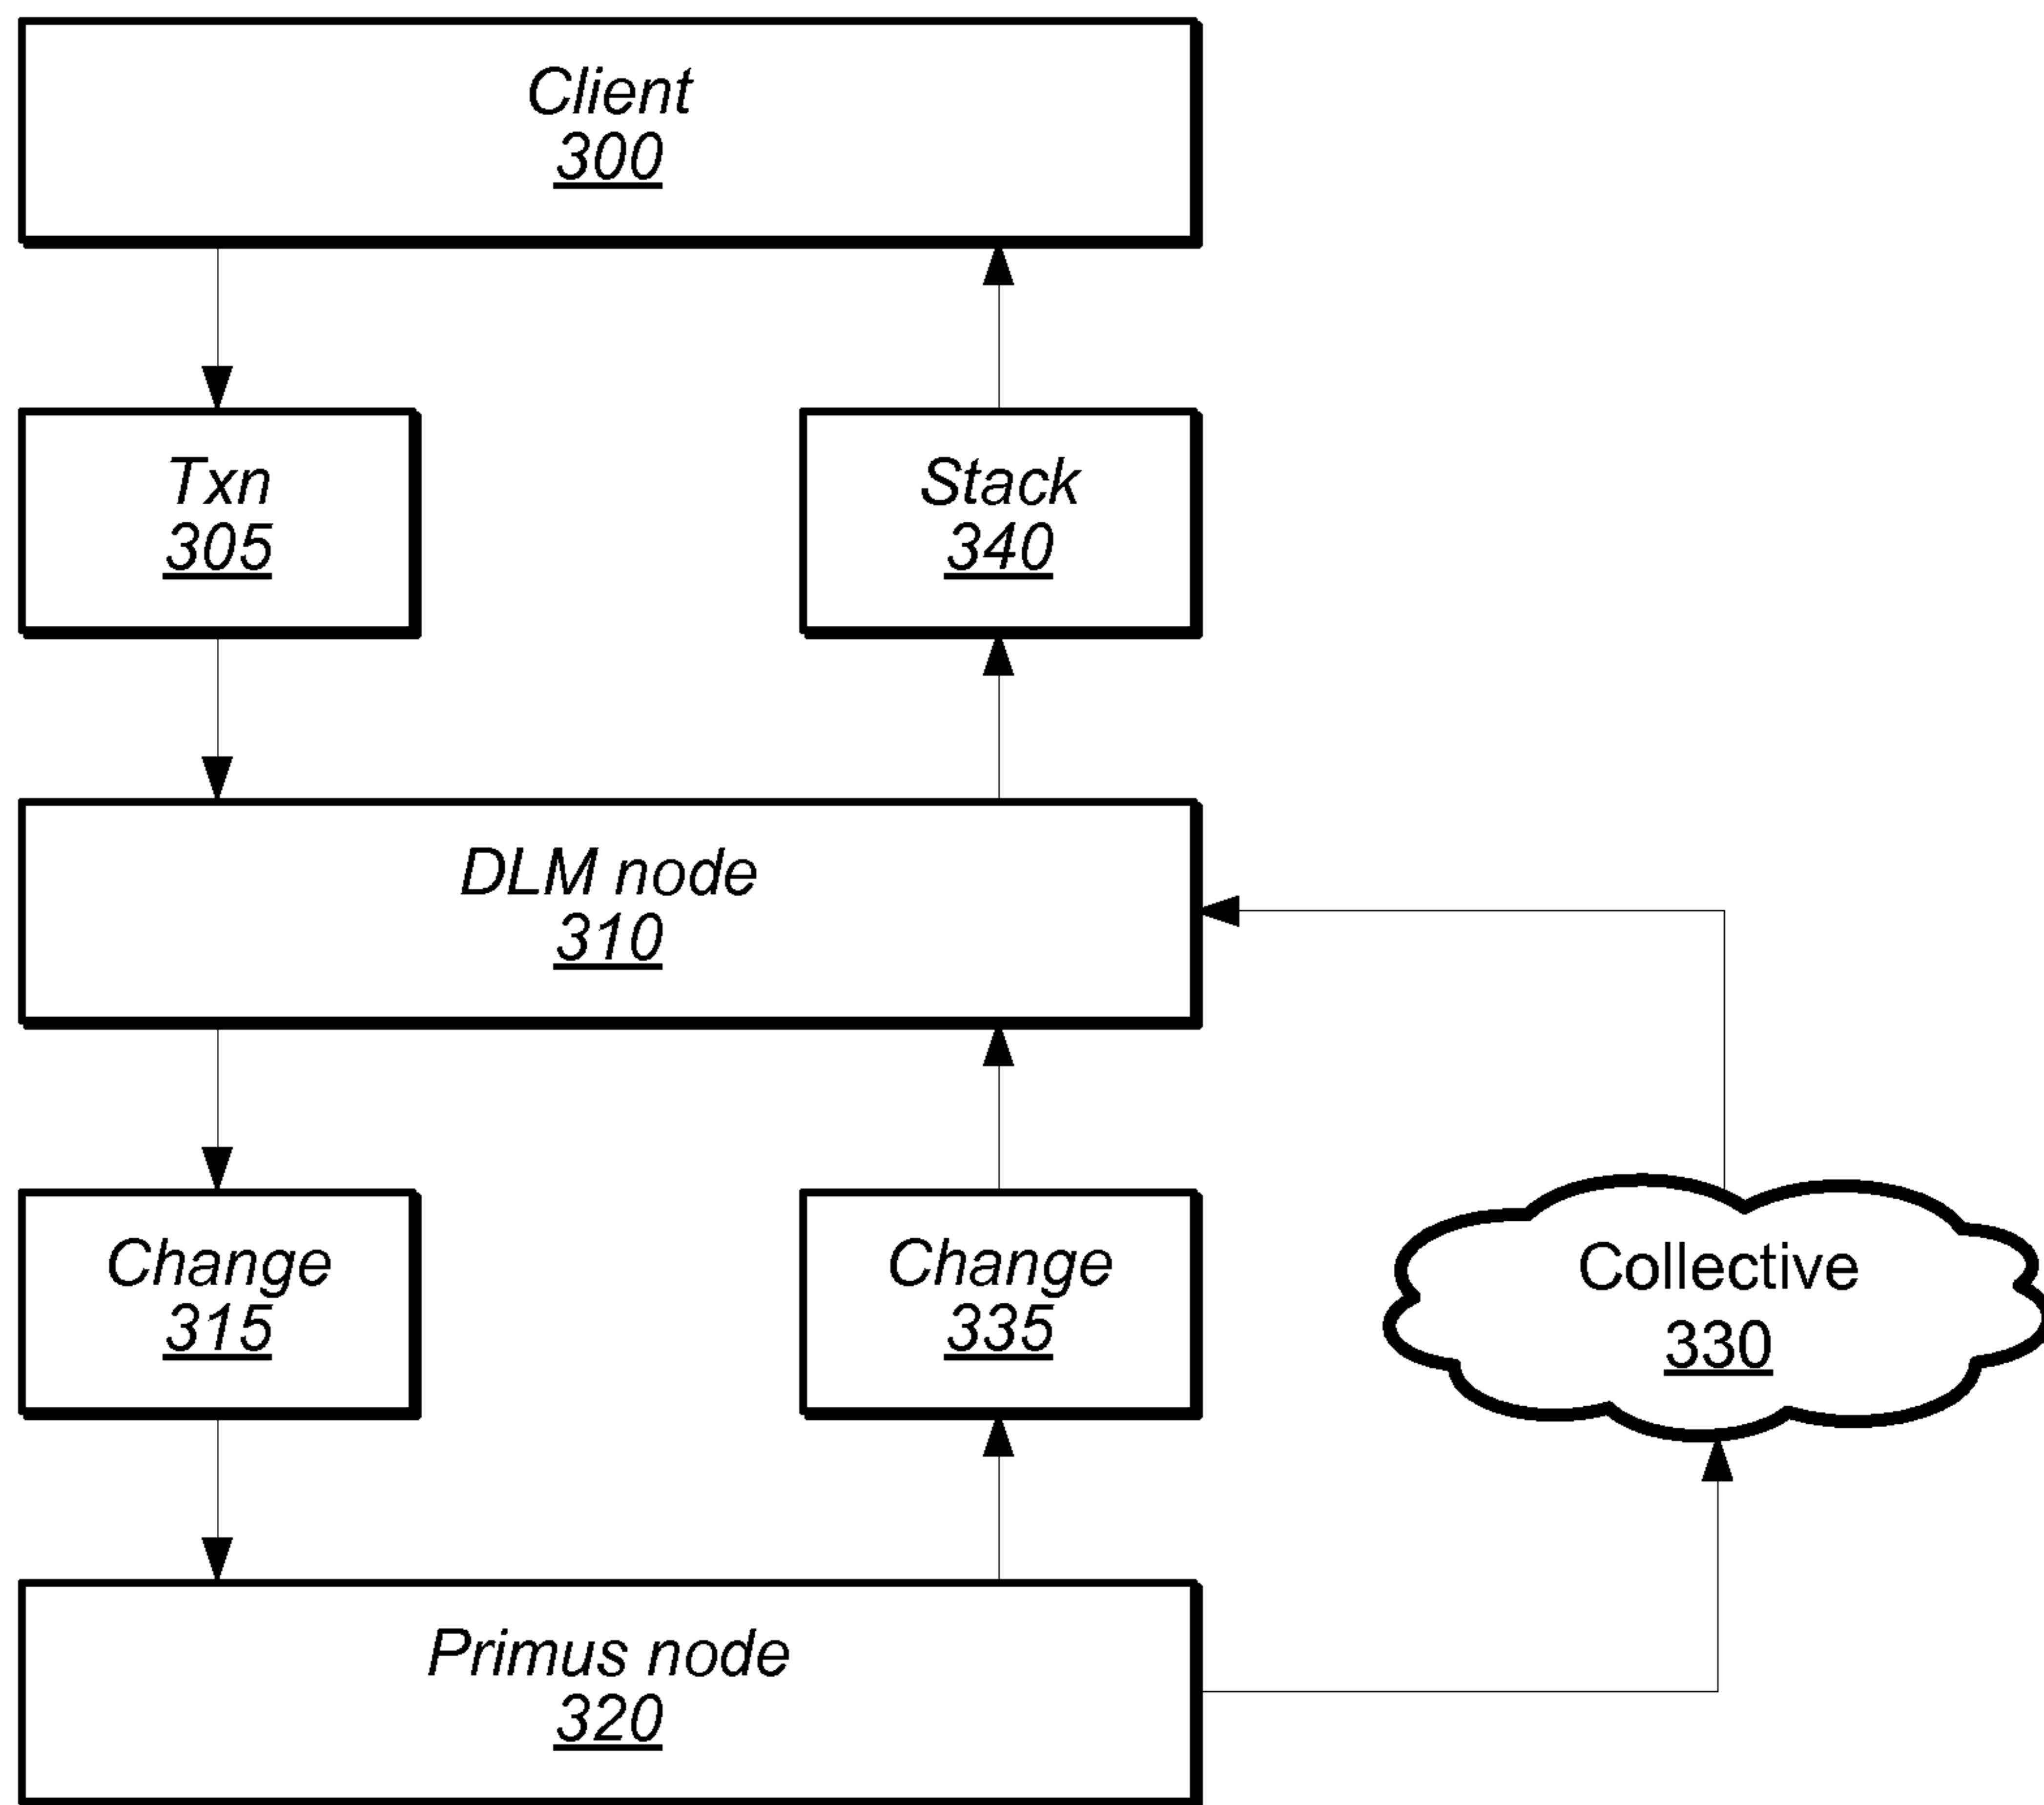 Client
300
Txn
305
Stack
340
DLM node
310
Change
315
Change
335
Collective
330
Primus node
320